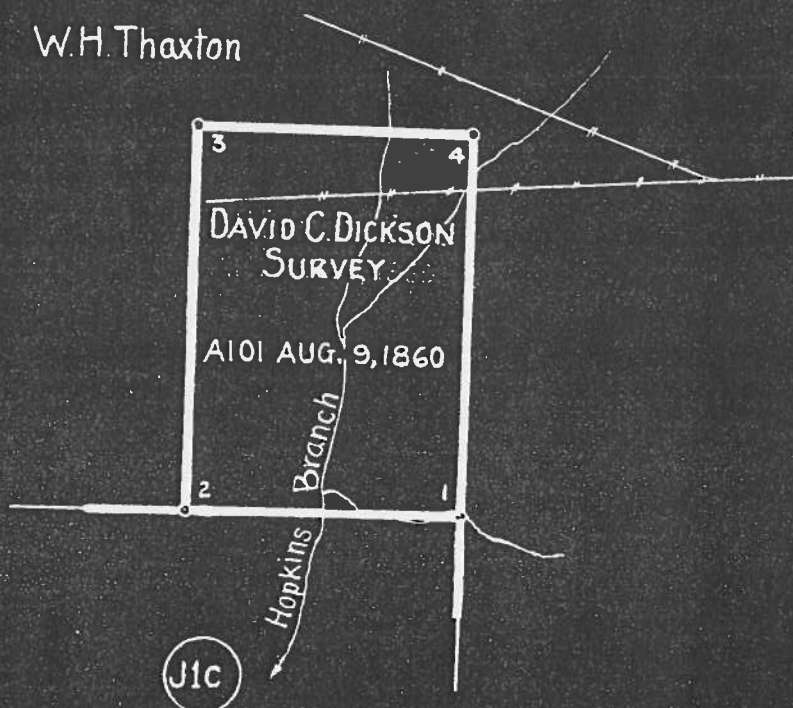 W.H. Thaxton
3
4
DAVID C. DICKSON
SURVEY
A101 AUG. 9, 1860
Hopkins Branch
2
1
J1C